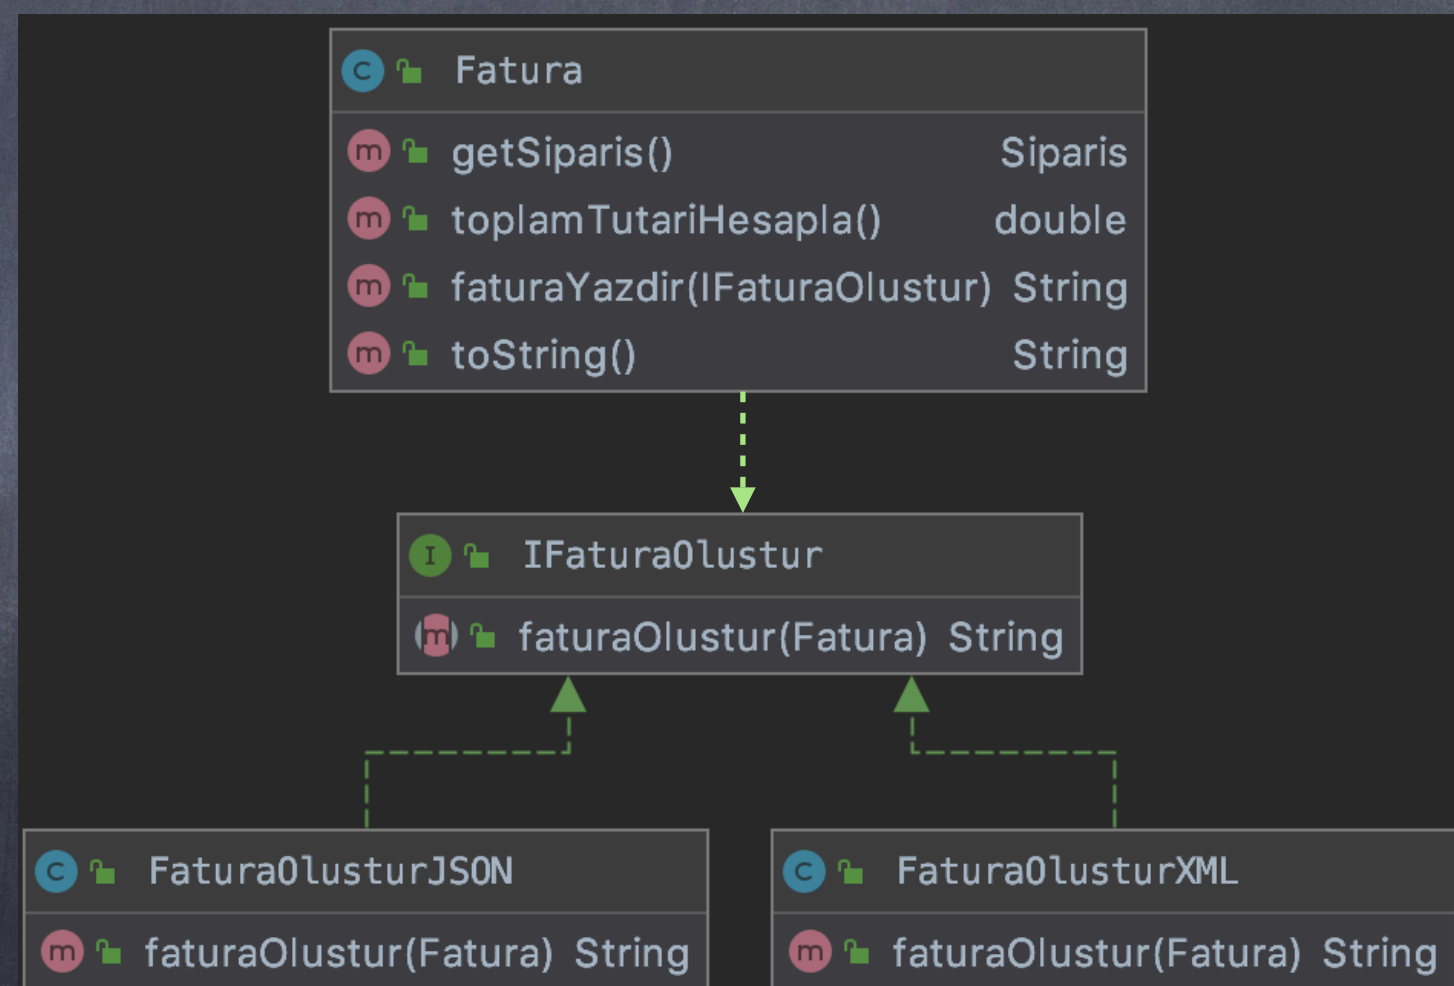 C Fatura
m getSiparis() Siparis
m toplamTutariHesapla() double
m faturaYazdir(IFaturaOlustur) String
m toString() String
I IFaturaOlustur
m faturaOlustur(Fatura) String
C FaturaOlusturJSON
m faturaOlustur(Fatura) String
C FaturaOlusturXML
m faturaOlustur(Fatura) String